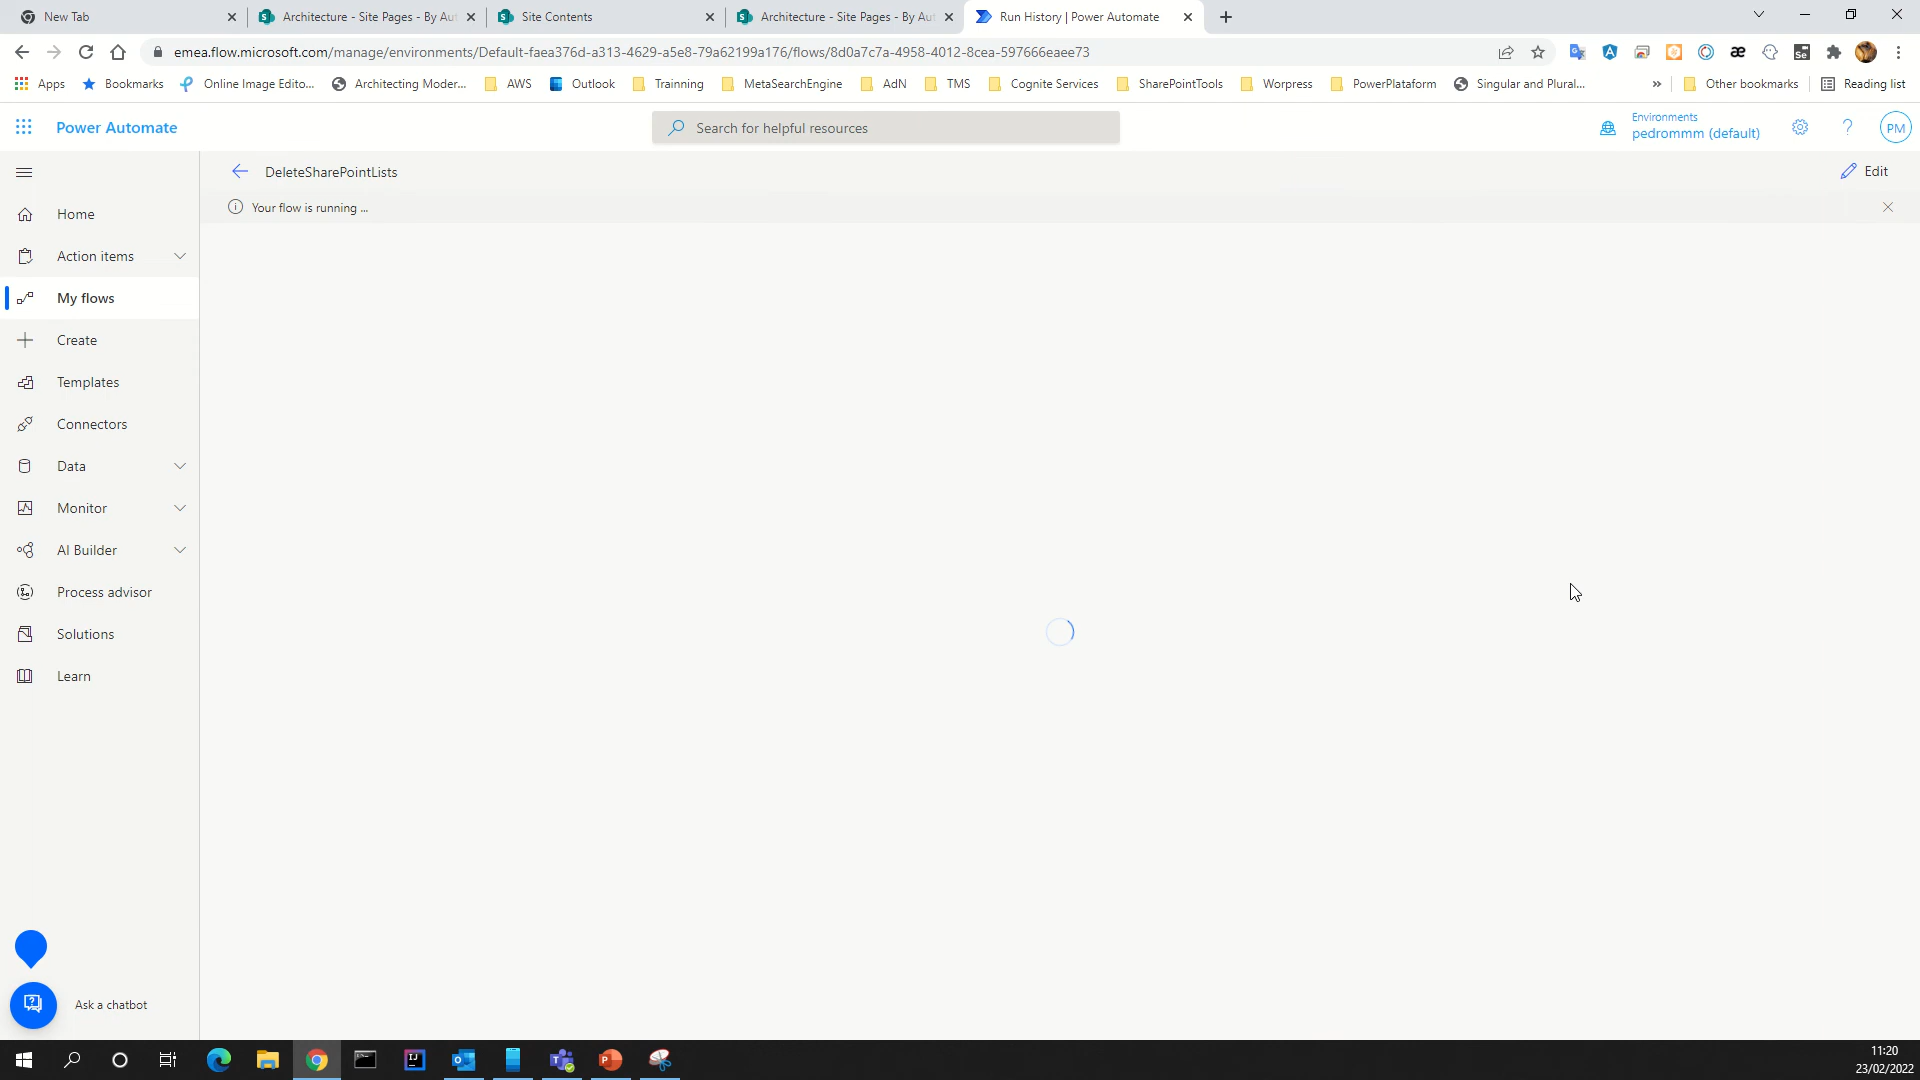 New Tab
Architecture - Site Pages - By Aut
Site Contents
Architecture - Site Pages - By Aut
Run History | Power Automate
emea.flow.microsoft.com/manage/environments/Default-faea376d-a313-4629-a5e8-79a62199a176/flows/8d0a7c7a-4958-4012-8cea-597666eaee73
Apps
Bookmarks
Online Image Edito...
Architecting Moder...
AWS
Outlook
Trainning
MetaSearchEngine
AdN
TMS
Cognite Services
SharePointTools
Worpress
PowerPlataform
Singular and Plural...
»
Other bookmarks
Reading list
Power Automate
Search for helpful resources
Environments
pedrommm (default)
PM
DeleteSharePointLists
Edit
Your flow is running ...
Home
Action items
My flows
Create
Templates
Connectors
Data
Monitor
AI Builder
Process advisor
Solutions
Learn
Ask a chatbot
11:20
23/02/2022